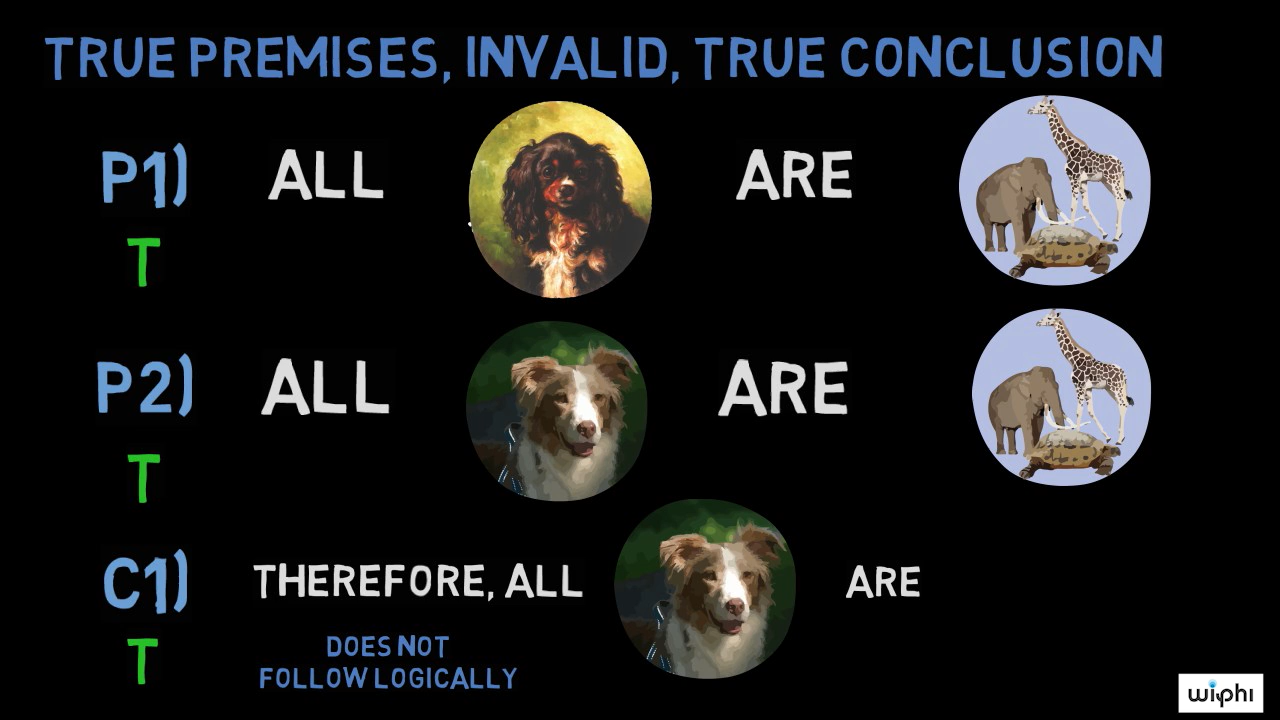 TRUE PREMISES, INVALID, TRUE CONCLUSION
P1) ALL ARE
T
P2) ALL ARE
T
C1) THEREFORE, ALL ARE
T
DOES NOT
FOLLOW LOGICALLY
wiphi